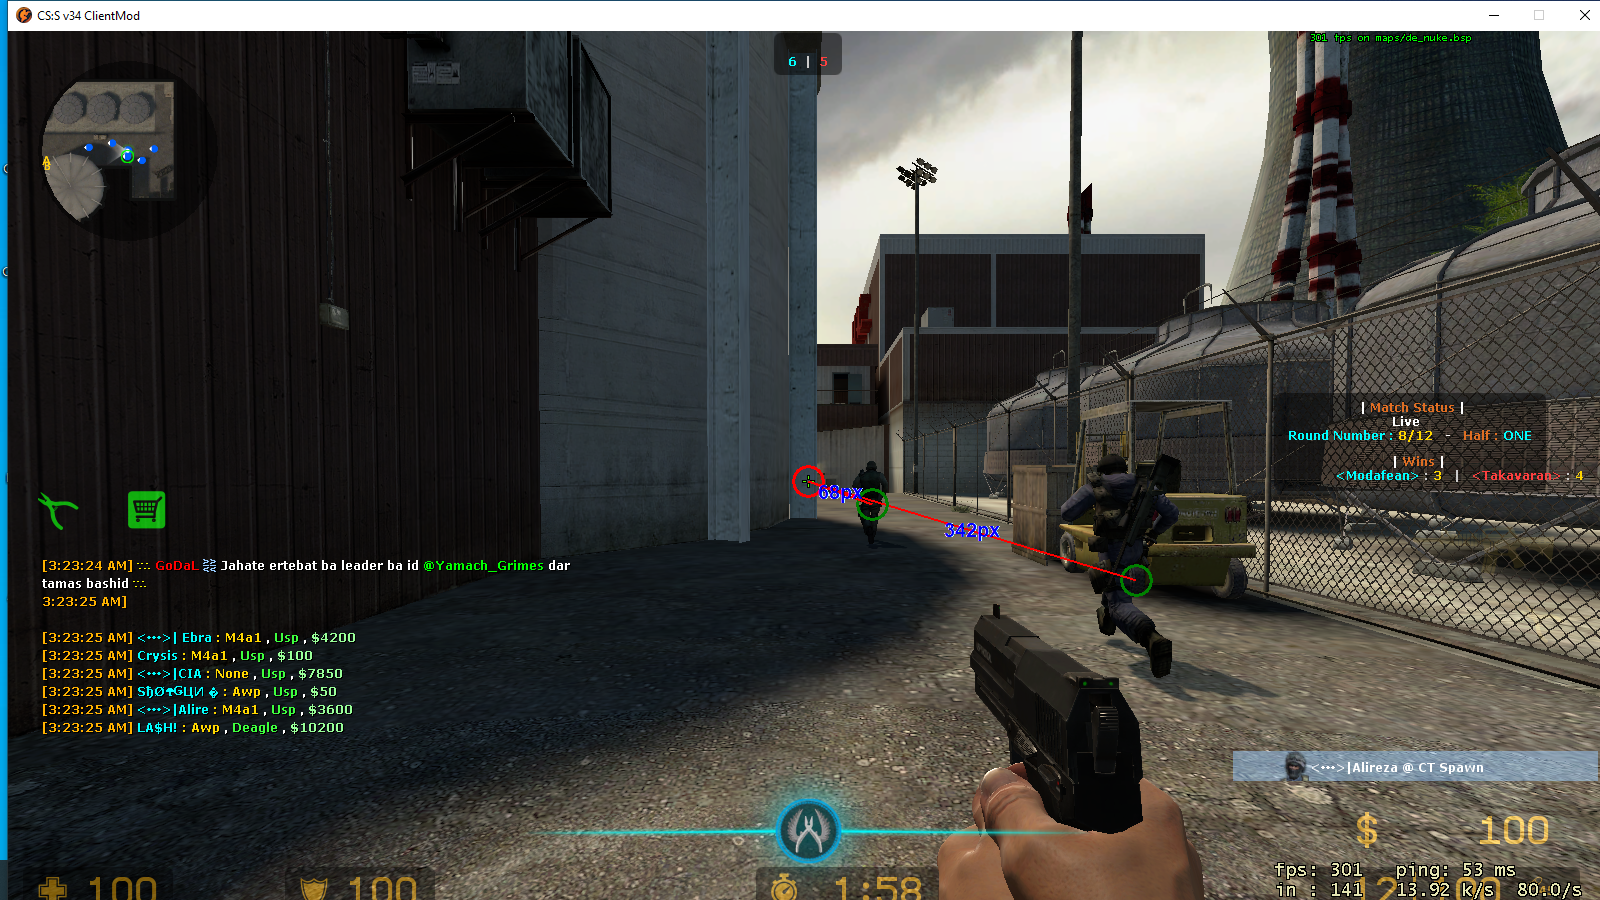 CS:S v34 ClientMod
301 fps on maps/de_nuke.bsp
6 | 5
| Match Status |
Live
Round Number : 8/12 - Half : ONE
| Wins |
<Modafean> : 3 | <Takavaran> : 4
68px
342px
[3:23:24 AM] GoDaL Jahate ertebat ba leader ba id @Yamach_Grimes dar
tamas bashid
3:23:25 AM]
[3:23:25 AM] <•••>| Ebra : M4a1 , Usp , $4200
[3:23:25 AM] Crysis : M4a1 , Usp , $100
[3:23:25 AM] <•••>|CIA : None , Usp , $7850
[3:23:25 AM] : Awp , Usp , $50
[3:23:25 AM] <•••>|Alire : M4a1 , Usp , $3600
[3:23:25 AM] LA$H! : Awp , Deagle , $10200
<•••>|Alireza @ CT Spawn
$ 100
fps: 301 ping: 53 ms
in : 141 13.92 k/s 80.0/s
100 100 1:58